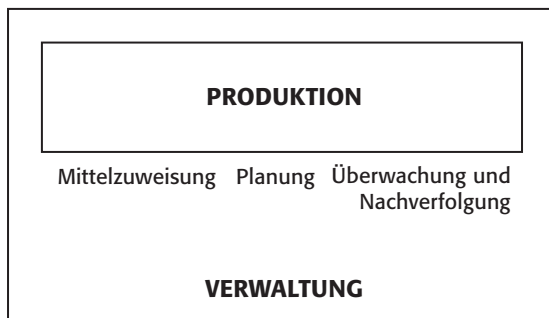 PRODUKTION
Mittelzuweisung Planung Überwachung und
Nachverfolgung
VERWALTUNG